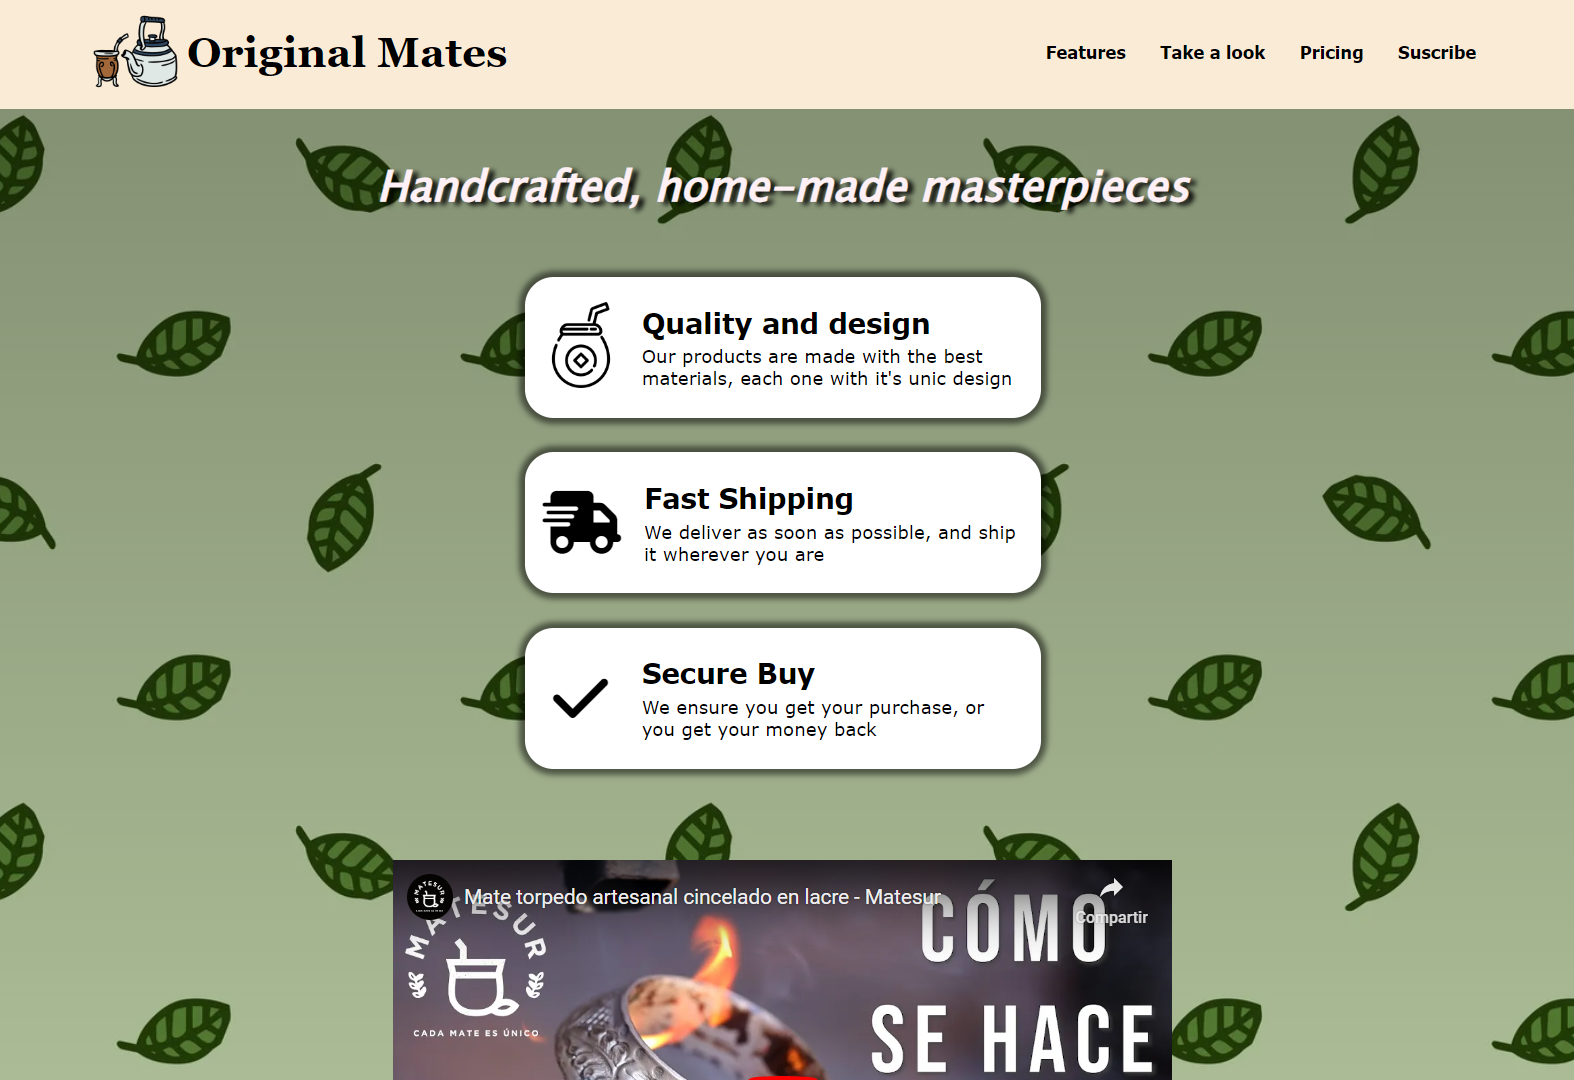 Original Mates
Features Take a look Pricing Suscribe
Handcrafted, home-made masterpieces
Quality and design
Our products are made with the best
materials, each one with it's unic design
Fast Shipping
We deliver as soon as possible, and ship
it wherever you are
Secure Buy
We ensure you get your purchase, or
you get your money back
Mate torpedo artesanal cincelado en lacre - Matesur
Compartir
MATESUR
MATESUR
CADA MATE ES ÚNICO
CÓMO
SE HACE